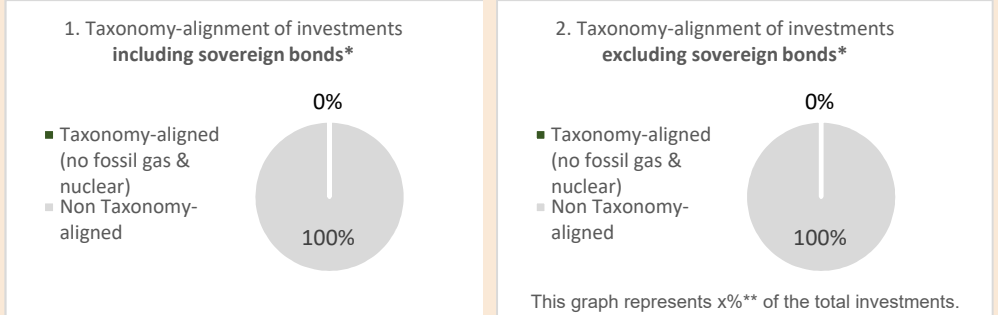 1. Taxonomy-alignment of investments
including sovereign bonds*
0%
Taxonomy-aligned
(no fossil gas &
nuclear)
Non Taxonomy-
aligned
100%
2. Taxonomy-alignment of investments
excluding sovereign bonds*
0%
Taxonomy-aligned
(no fossil gas &
nuclear)
Non Taxonomy-
aligned
100%
This graph represents x%** of the total investments.